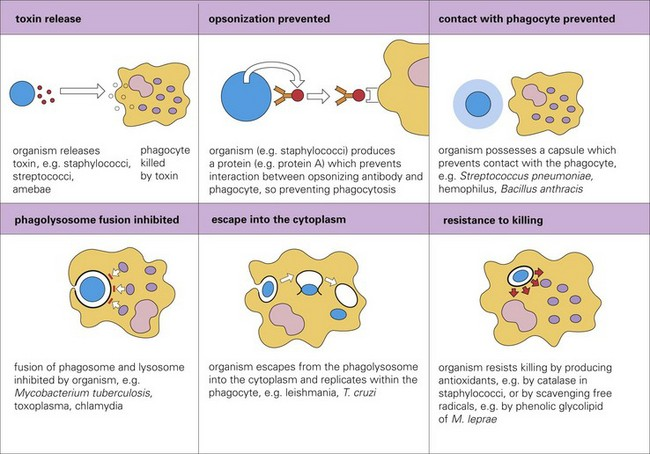 toxin release
opsonization prevented
contact with phagocyte prevented
organism releases
toxin, e.g. staphylococci,
streptococci,
amebae
phagocyte
killed
by toxin
organism (e.g. staphylococci) produces
a protein (e.g. protein A) which prevents
interaction between opsonizing antibody and
phagocyte, so preventing phagocytosis
organism possesses a capsule which
prevents contact with the phagocyte,
e.g. Streptococcus pneumoniae,
hemophilus, Bacillus anthracis
phagolysosome fusion inhibited
escape into the cytoplasm
resistance to killing
fusion of phagosome and lysosome
inhibited by organism, e.g.
Mycobacterium tuberculosis,
toxoplasma, chlamydia
organism escapes from the phagolysosome
into the cytoplasm and replicates within the
phagocyte, e.g. leishmania, T. cruzi
organism resists killing by producing
antioxidants, e.g. by catalase in
staphylococci, or by scavenging free
radicals, e.g. by phenolic glycolipid
of M. leprae